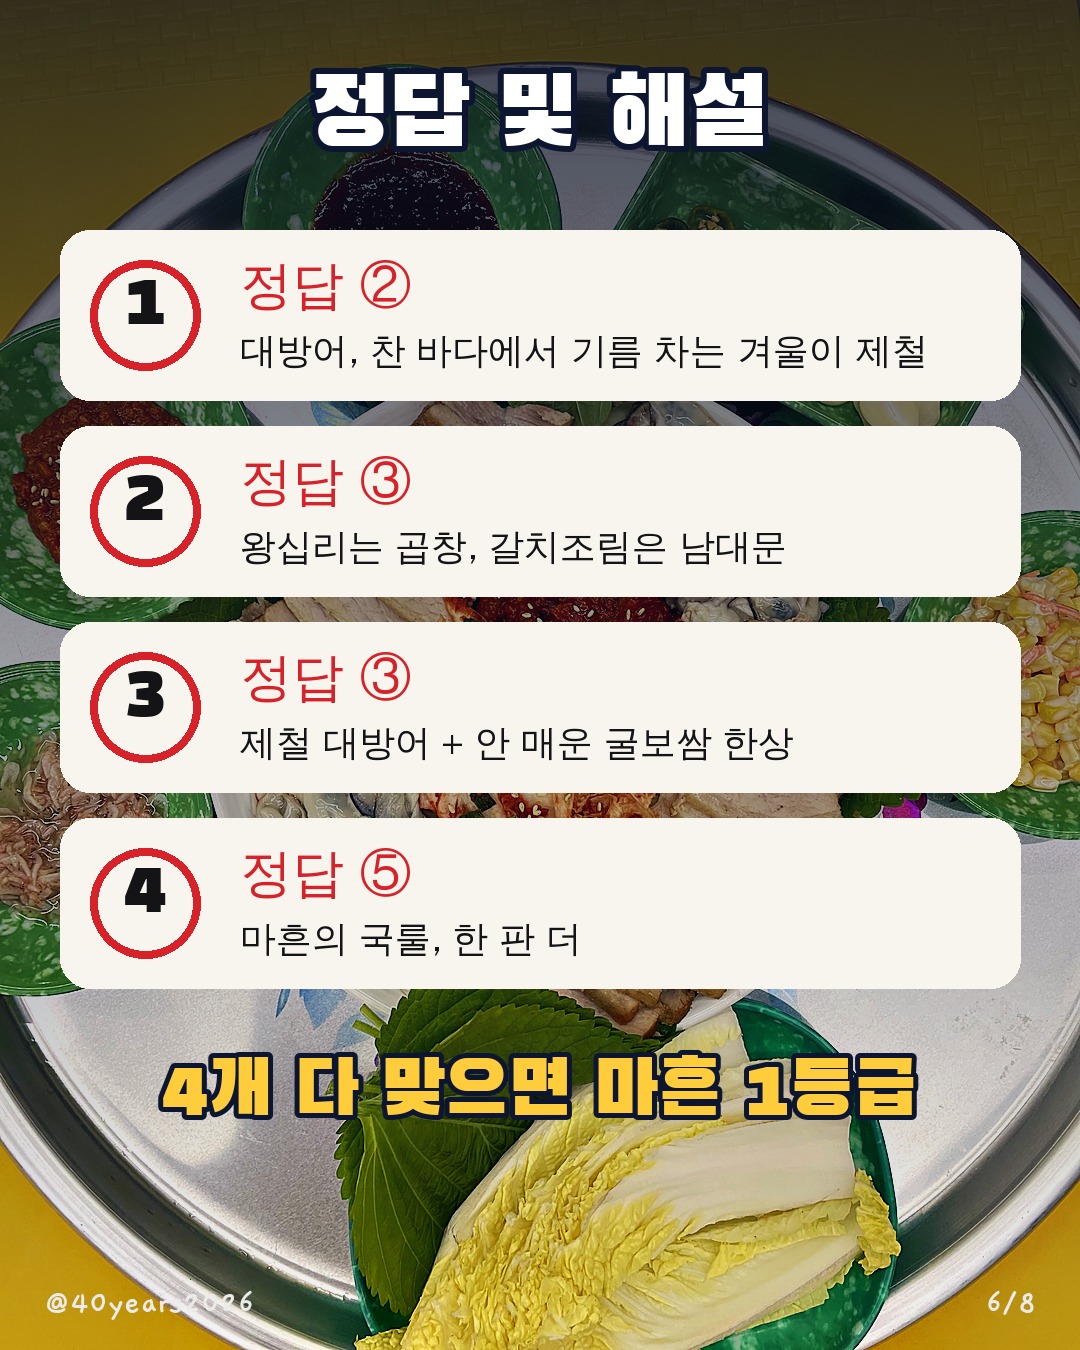 정답 및 해설
1
정답 ②
대방어, 찬 바다에서 기름 차는 겨울이 제철
2
정답 ③
왕십리는 곱창, 갈치조림은 남대문
3
정답 ③
제철 대방어 + 안 매운 굴보쌈 한상
4
정답 ⑤
마흔의 국룰, 한 판 더
4개 다 맞으면 마흔 1등급
@40years2026
6/8